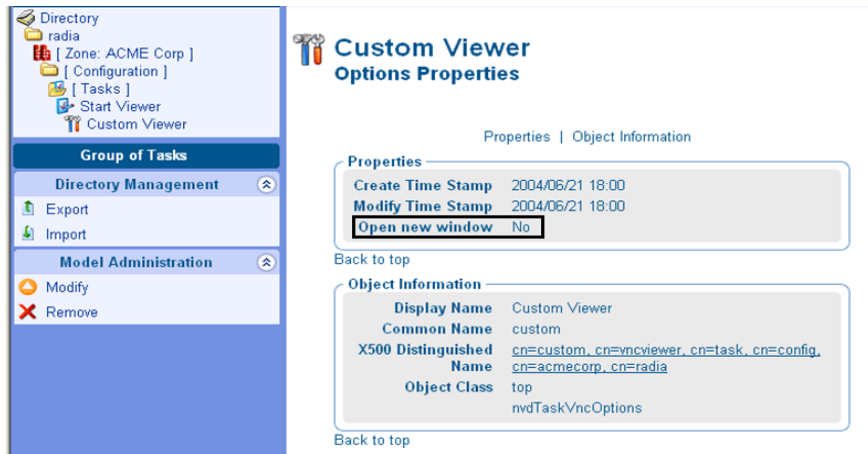 Directory
radia
[ Zone: ACME Corp ]
[ Configuration ]
[ Tasks ]
Start Viewer
Custom Viewer
Group of Tasks
Directory Management
Export
Import
Model Administration
Modify
Remove
Custom Viewer
Options Properties
Properties | Object Information
Properties
Create Time Stamp 2004/06/21 18:00
Modify Time Stamp 2004/06/21 18:00
Open new window No
Back to top
Object Information
Display Name Custom Viewer
Common Name custom
X500 Distinguished cn=custom, cn=vncviewer, cn=task, cn=config,
Name cn=acmecorp, cn=radia
Object Class top
nvdTaskVncOptions
Back to top